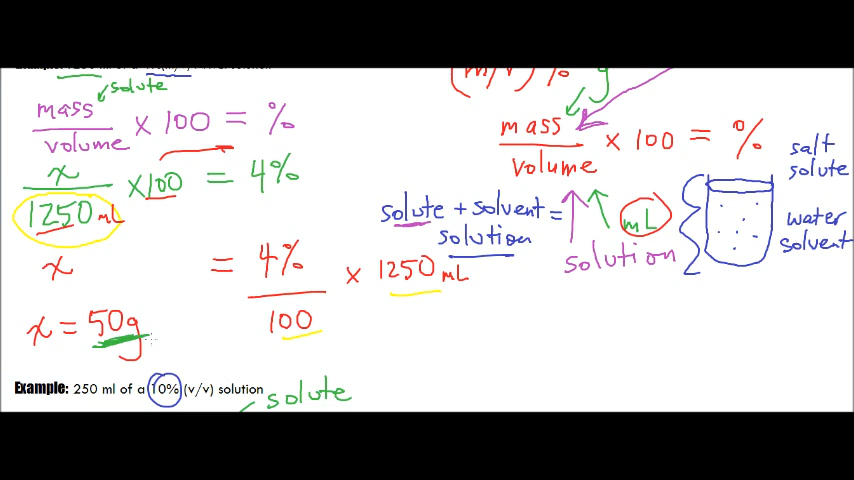 solute
mass
volume × 100 = %
x
1250 mL × 100 = 4%
x = 4%
100 × 1250 mL
x = 50g
(m/v) % g
mass
volume × 100 = %
solute + solvent =
solution
mL
solution
salt
solute
water
solvent
Example: 250 ml of a 10% (v/v) solution
solute